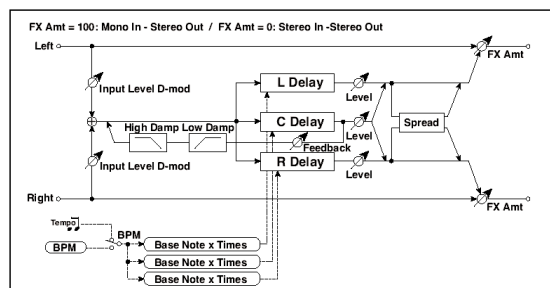 FX Amt = 100: Mono In - Stereo Out / FX Amt = 0: Stereo In -Stereo Out
Left
FX Amt
Input Level D-mod
L Delay
Level
High Damp Low Damp
C Delay
Level
Spread
Feedback
Input Level D-mod
R Delay
Level
Right
FX Amt
Tempo
BPM
BPM
Base Note x Times
Base Note x Times
Base Note x Times